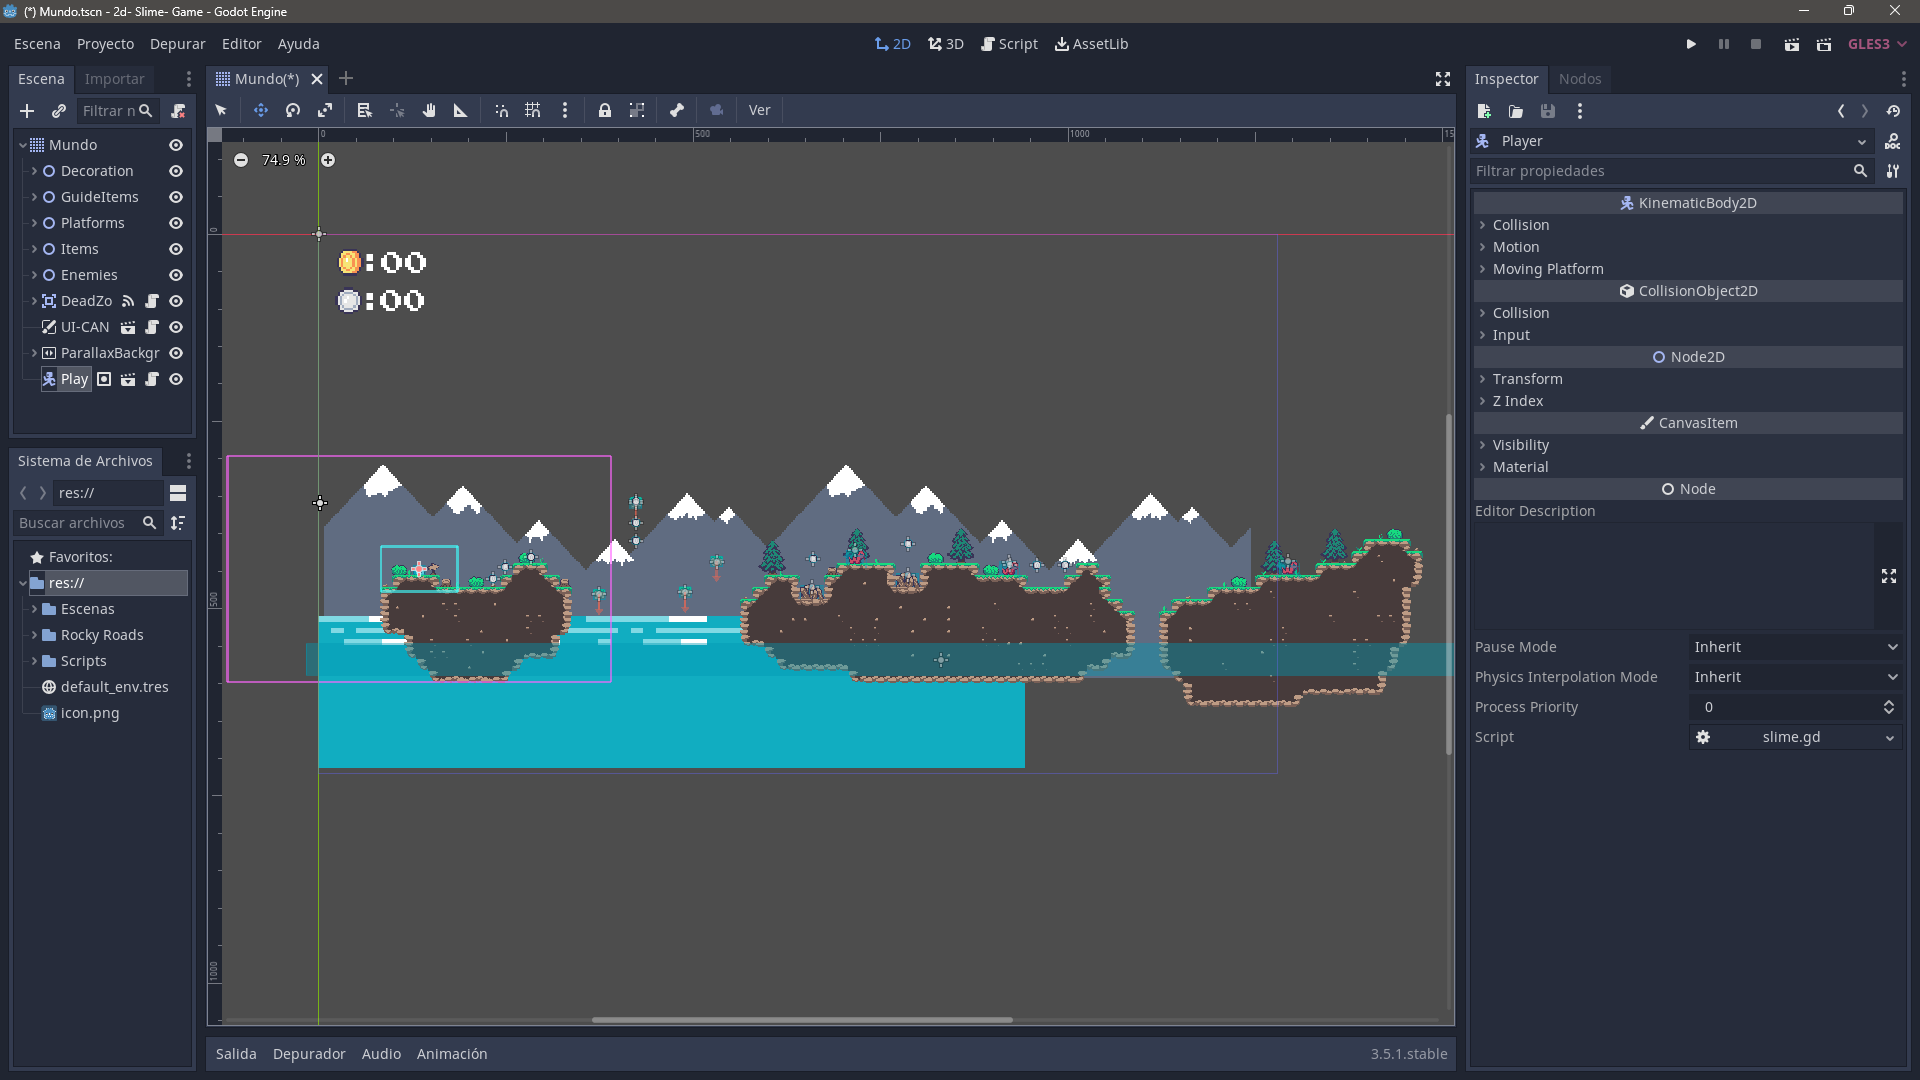 (*) Mundo.tscn - 2d- Slime- Game - Godot Engine
Escena Proyecto Depurar Editor Ayuda
2D 3D Script AssetLib
GLES3
Escena Importar
Filtrar n
Mundo
Decoration
GuideItems
Platforms
Items
Enemies
DeadZo
UI-CAN
ParallaxBackgr
Play
Sistema de Archivos
res://
Buscar archivos
Favoritos:
res://
Escenas
Rocky Roads
Scripts
default_env.tres
icon.png
Mundo(*)
Ver
0 500 1000 15
74.9 %
0
500
1000
:00
:00
Salida Depurador Audio Animación
3.5.1.stable
Inspector Nodos
Player
DOC
Filtrar propiedades
KinematicBody2D
Collision
Motion
Moving Platform
CollisionObject2D
Collision
Input
Node2D
Transform
Z Index
CanvasItem
Visibility
Material
Node
Editor Description
Pause Mode Inherit
Physics Interpolation Mode Inherit
Process Priority 0
Script slime.gd